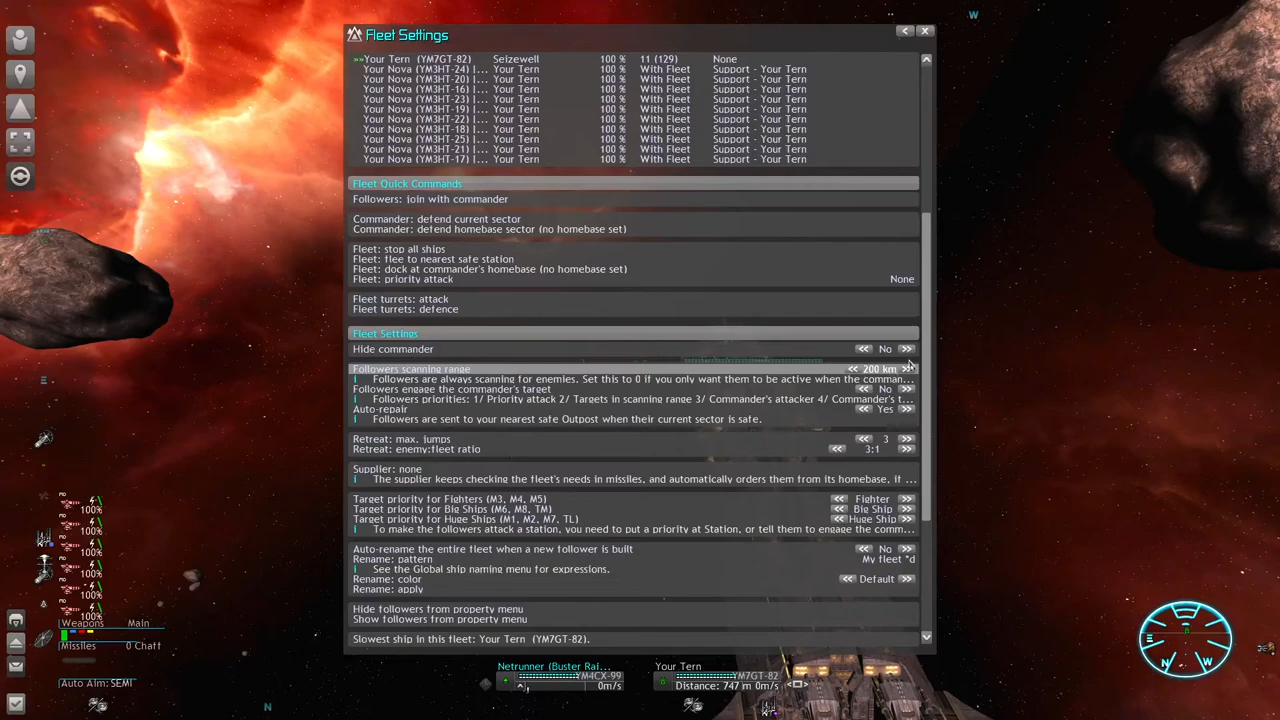 W
Fleet Settings
Your Tern (YM7GT-82) Seizewell 100 % 11 (129) None
Your Nova (YM3HT-24) |... Your Tern 100 % With Fleet Support - Your Tern
Your Nova (YM3HT-20) |... Your Tern 100 % With Fleet Support - Your Tern
Your Nova (YM3HT-16) |... Your Tern 100 % With Fleet Support - Your Tern
Your Nova (YM3HT-23) |... Your Tern 100 % With Fleet Support - Your Tern
Your Nova (YM3HT-19) |... Your Tern 100 % With Fleet Support - Your Tern
Your Nova (YM3HT-22) |... Your Tern 100 % With Fleet Support - Your Tern
Your Nova (YM3HT-18) |... Your Tern 100 % With Fleet Support - Your Tern
Your Nova (YM3HT-25) |... Your Tern 100 % With Fleet Support - Your Tern
Your Nova (YM3HT-21) |... Your Tern 100 % With Fleet Support - Your Tern
Your Nova (YM3HT-17) |... Your Tern 100 % With Fleet Support - Your Tern
Fleet Quick Commands
Followers: join with commander
Commander: defend current sector
Commander: defend homebase sector (no homebase set)
Fleet: stop all ships
Fleet: flee to nearest safe station
Fleet: dock at commander's homebase (no homebase set)
Fleet: priority attack None
Fleet turrets: attack
Fleet turrets: defence
Fleet Settings
Hide commander No
Followers scanning range 200 km
Followers are always scanning for enemies. Set this to 0 if you only want them to be active when the comman...
Followers engage the commander's target No
Followers priorities: 1/ Priority attack 2/ Targets in scanning range 3/ Commander's attacker 4/ Commander's t...
Auto-repair Yes
Followers are sent to your nearest safe Outpost when their current sector is safe.
Retreat: max. jumps 3
Retreat: enemy:fleet ratio 3:1
Supplier: none
The supplier keeps checking the fleet's needs in missiles, and automatically orders them from its homebase, if ...
Target priority for Fighters (M3, M4, M5) Fighter
Target priority for Big Ships (M6, M8, TM) Big Ship
Target priority for Huge Ships (M1, M2, M7, TL) Huge Ship
To make the followers attack a station, you need to put a priority at Station, or tell them to engage the comm...
Auto-rename the entire fleet when a new follower is built No
Rename: pattern My fleet *d
See the Global ship naming menu for expressions.
Rename: color Default
Rename: apply
Hide followers from property menu
Show followers from property menu
Slowest ship in this fleet: Your Tern (YM7GT-82).
E
100%
100%
100%
100%
100%
100%
Weapons Main
Missiles 0 Chaff
Auto Aim: SEMI
N
Netrunner (Buster Rai...
YM4CX-99
0m/s
Your Tern
YM7GT-82
Distance: 747 m 0m/s
E
N
W